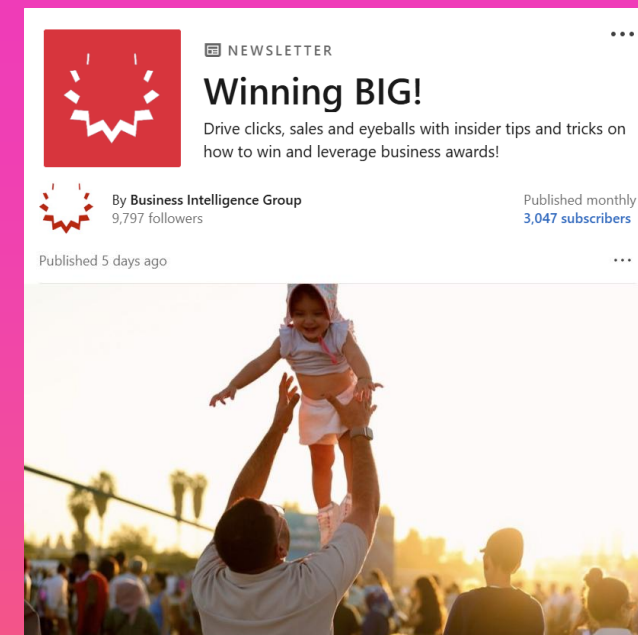 NEWSLETTER
Winning BIG!
Drive clicks, sales and eyeballs with insider tips and tricks on
how to win and leverage business awards!
By Business Intelligence Group
9,797 followers
Published monthly
3,047 subscribers
Published 5 days ago